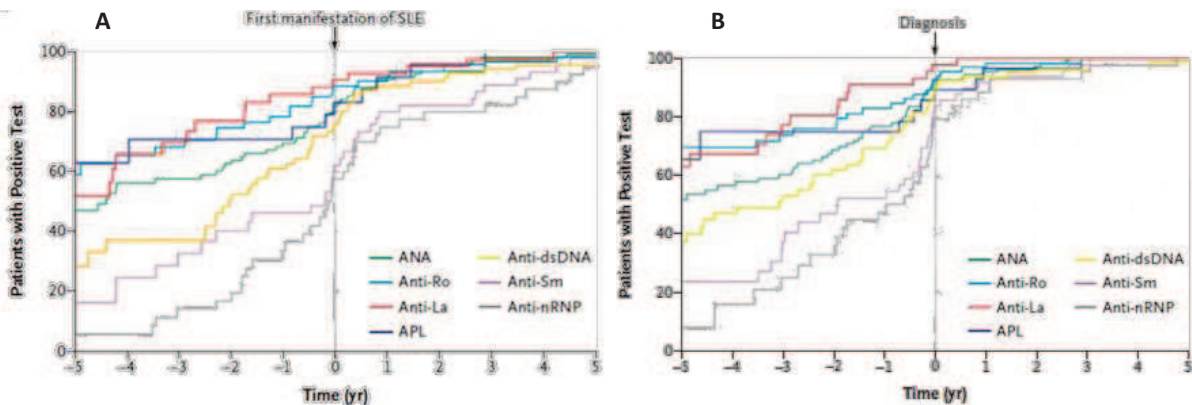 A
First manifestation of SLE
Patients with Positive Test
100
80
60
40
20
0
ANA
Anti-Ro
Anti-La
APL
Anti-dsDNA
Anti-Sm
Anti-nRNP
–5 –4 –3 –2 –1 0 1 2 3 4 5
Time (yr)
B
Diagnosis
Patients with Positive Test
100
80
60
40
20
0
ANA
Anti-Ro
Anti-La
APL
Anti-dsDNA
Anti-Sm
Anti-nRNP
–5 –4 –3 –2 –1 0 1 2 3 4 5
Time (yr)